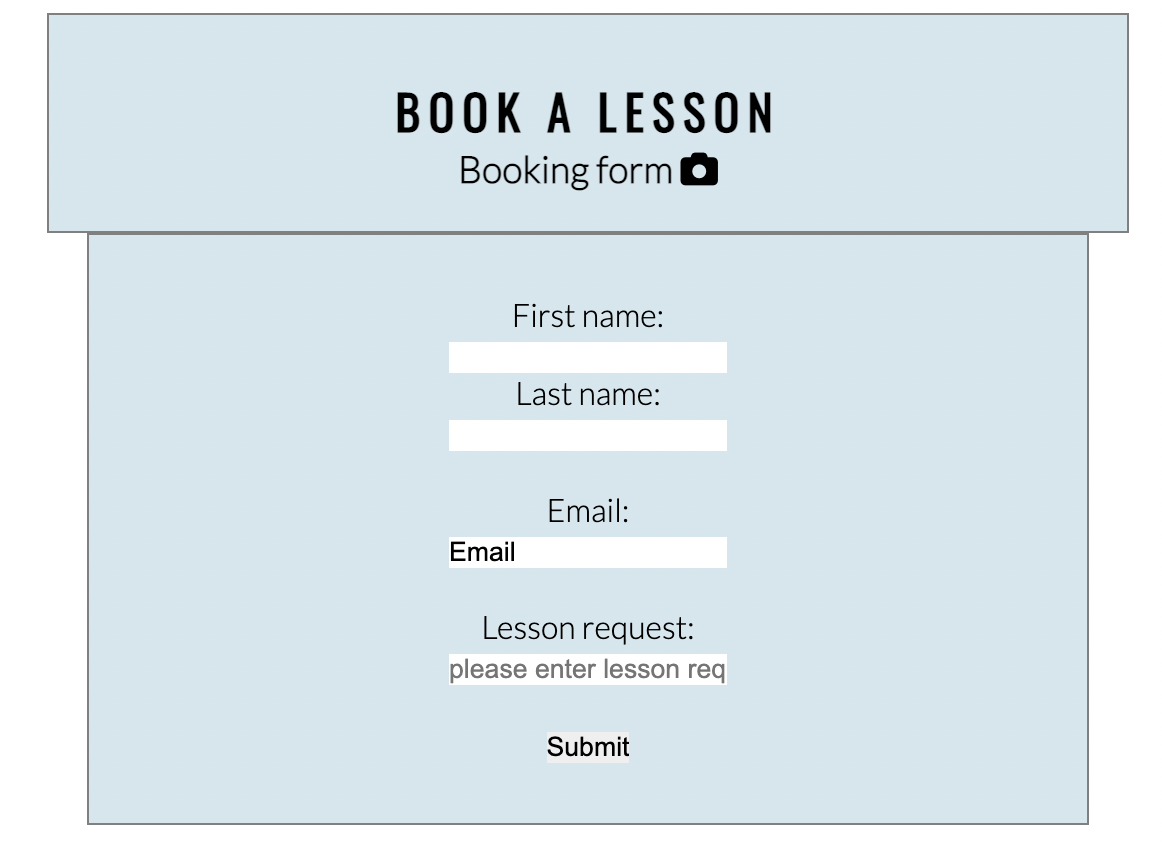 BOOK A LESSON
Booking form
First name:
Last name:
Email:
Email
Lesson request:
please enter lesson req
Submit